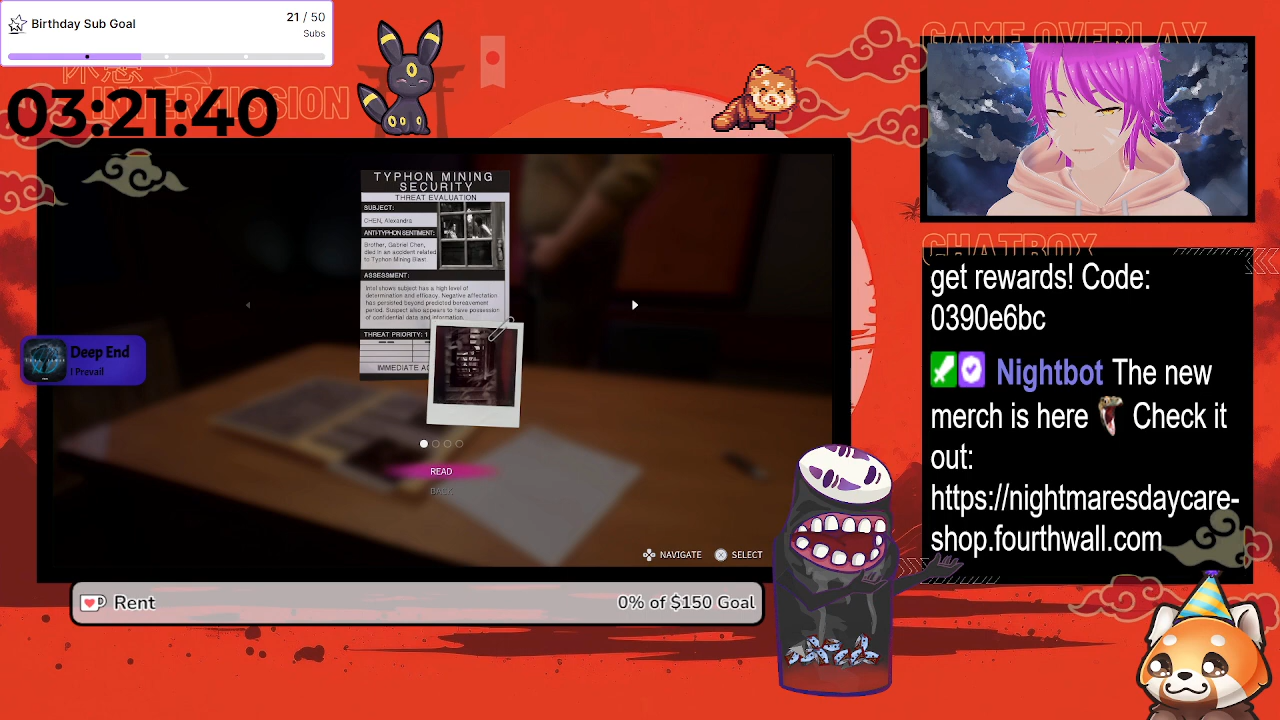 Birthday Sub Goal
21 / 50
Subs
休憩
INTERMISSION
03:21:40
GAME OVERLAY
TYPHON MINING
SECURITY
THREAT EVALUATION
SUBJECT:
CHEN, Alexandra
ANTI-TYPHON SENTIMENT:
Brother, Gabriel Chen,
died in an accident related
to Typhon Mining Blast.
ASSESSMENT:
Intel shows subject has a high level of
determination and efficacy. Negative affectation
has persisted beyond predicted bereavement
period. Suspect also appears to have possession
of confidential data and information.
THREAT PRIORITY: 1
IMMEDIATE AC
READ
BACK
NAVIGATE
SELECT
Deep End
I Prevail
CHATBOX
get rewards! Code:
0390e6bc
Nightbot The new
merch is here Check it
out:
https://nightmaresdaycare-
shop.fourthwall.com
Rent
0% of $150 Goal